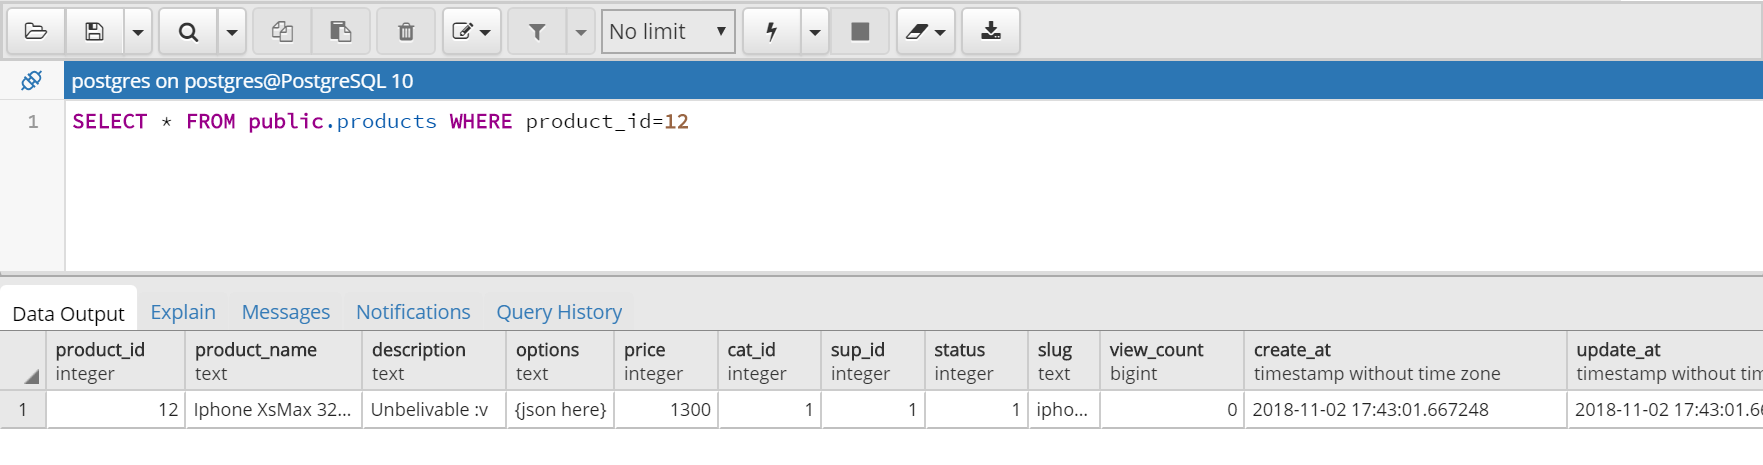 No limit
postgres on postgres@PostgreSQL 10
1 SELECT * FROM public.products WHERE product_id=12
Data Output Explain Messages Notifications Query History
product_id product_name description options price cat_id sup_id status slug view_count create_at update_at
integer text text text integer integer integer integer text bigint timestamp without time zone timestamp without tim
1 12 Iphone XsMax 32... Unbelivable :v {json here} 1300 1 1 1 ipho... 0 2018-11-02 17:43:01.667248 2018-11-02 17:43:01.6